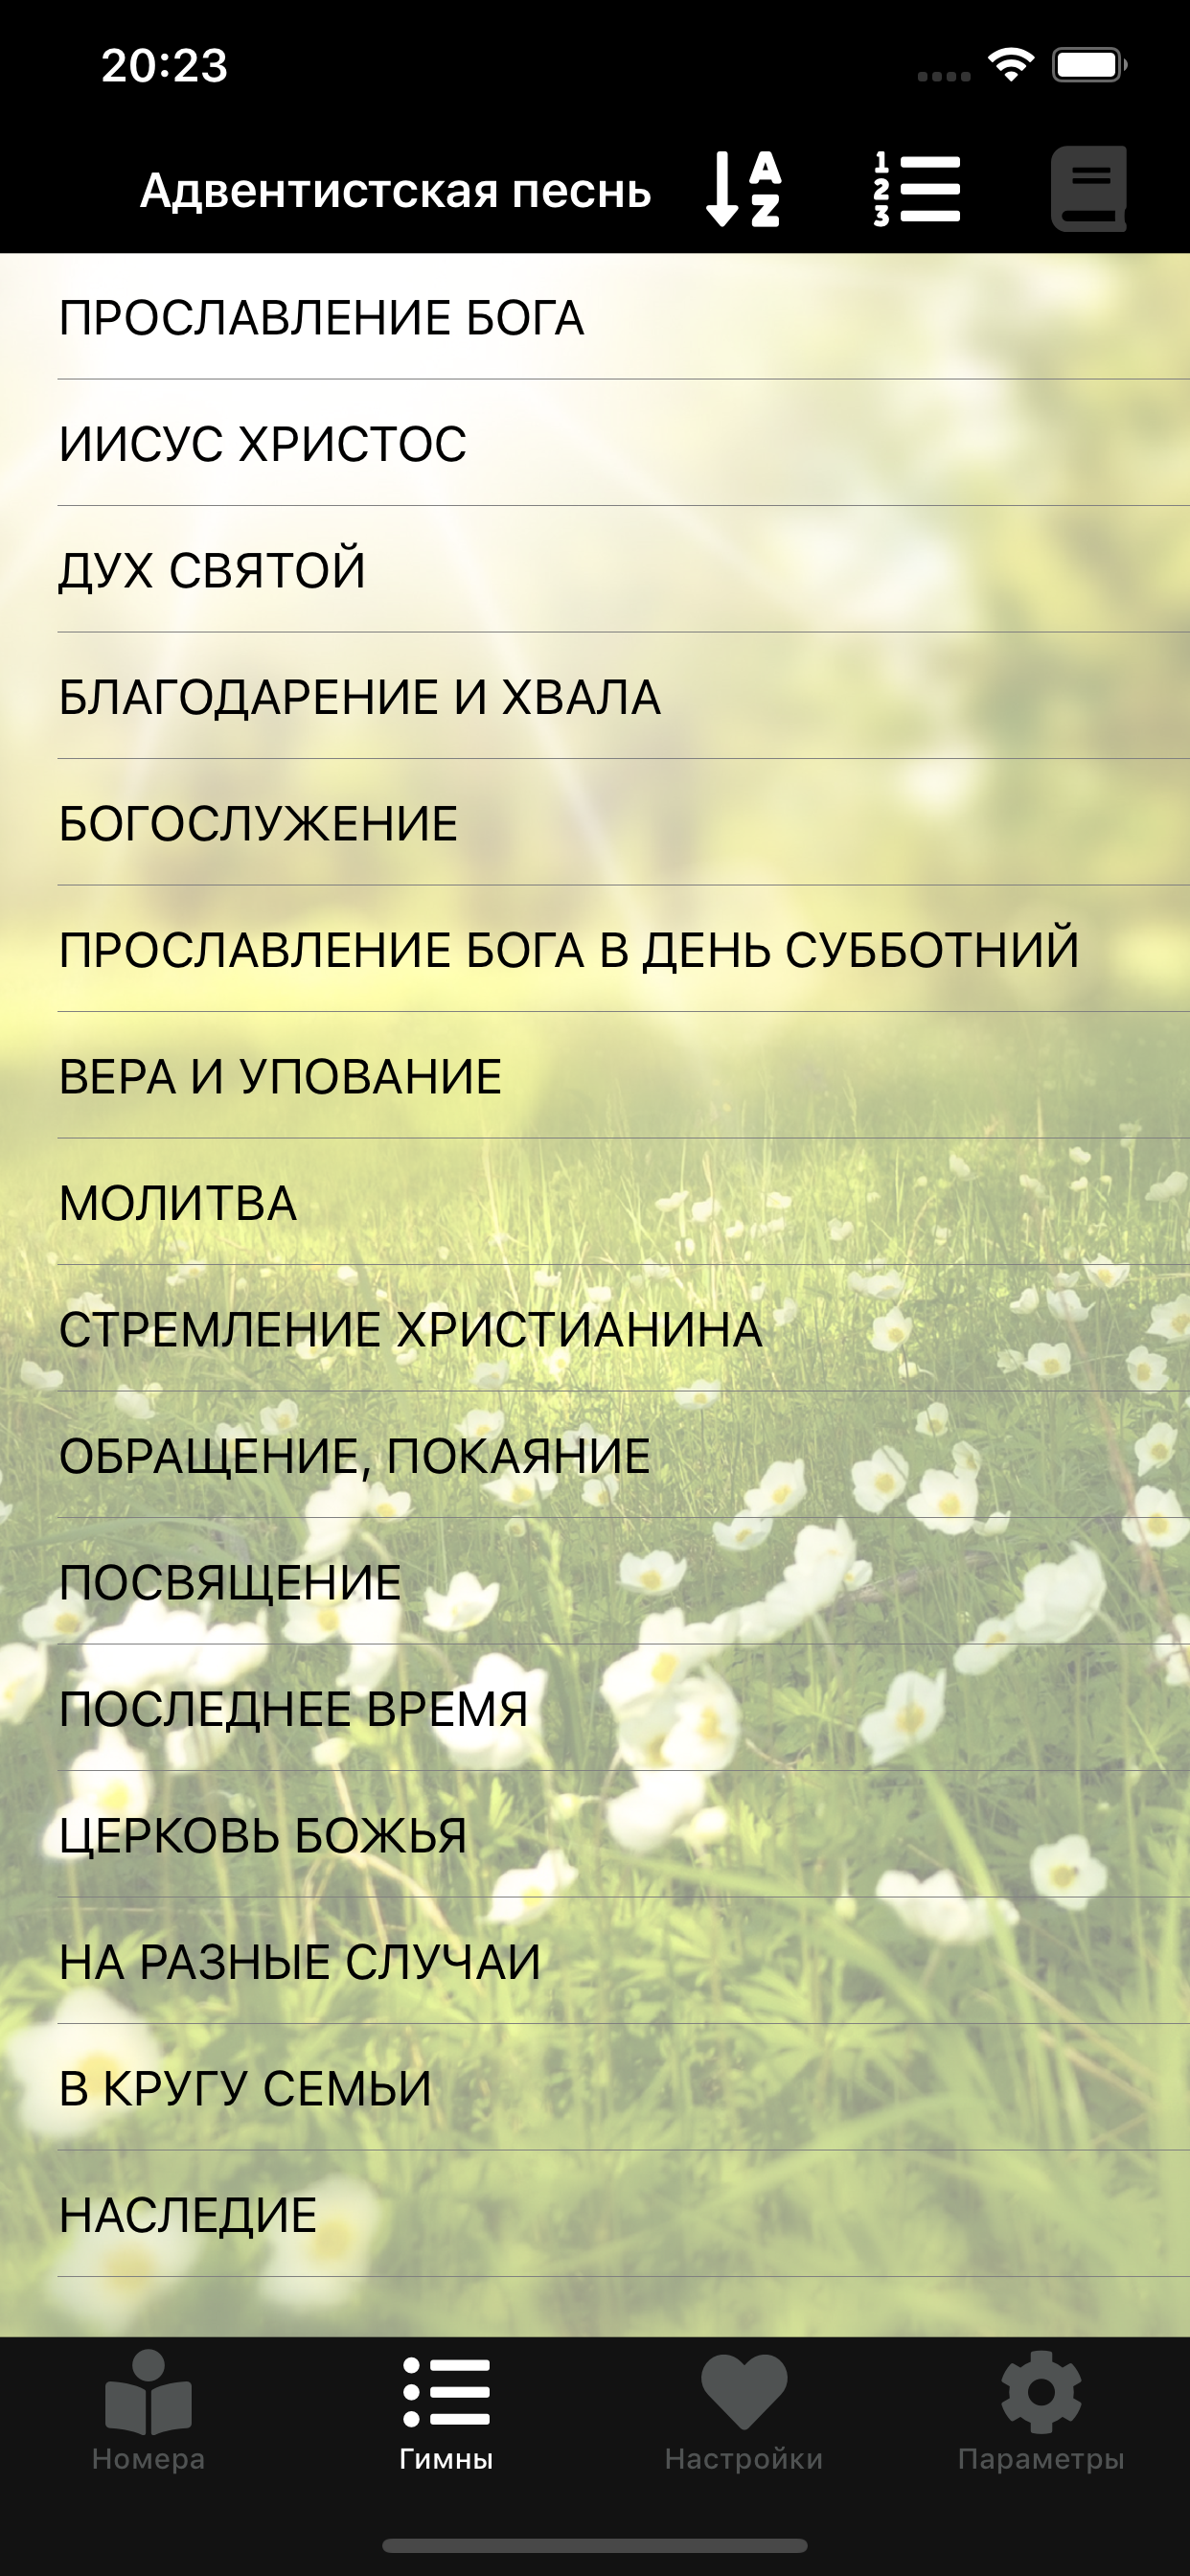 20:23
Адвентистская песнь
A
Z
1
2
3
ПРОСЛАВЛЕНИЕ БОГА
ИИСУС ХРИСТОС
ДУХ СВЯТОЙ
БЛАГОДАРЕНИЕ И ХВАЛА
БОГОСЛУЖЕНИЕ
ПРОСЛАВЛЕНИЕ БОГА В ДЕНЬ СУББОТНИЙ
ВЕРА И УПОВАНИЕ
МОЛИТВА
СТРЕМЛЕНИЕ ХРИСТИАНИНА
ОБРАЩЕНИЕ, ПОКАЯНИЕ
ПОСВЯЩЕНИЕ
ПОСЛЕДНЕЕ ВРЕМЯ
ЦЕРКОВЬ БОЖЬЯ
НА РАЗНЫЕ СЛУЧАИ
В КРУГУ СЕМЬИ
НАСЛЕДИЕ
Номера
Гимны
Настройки
Параметры